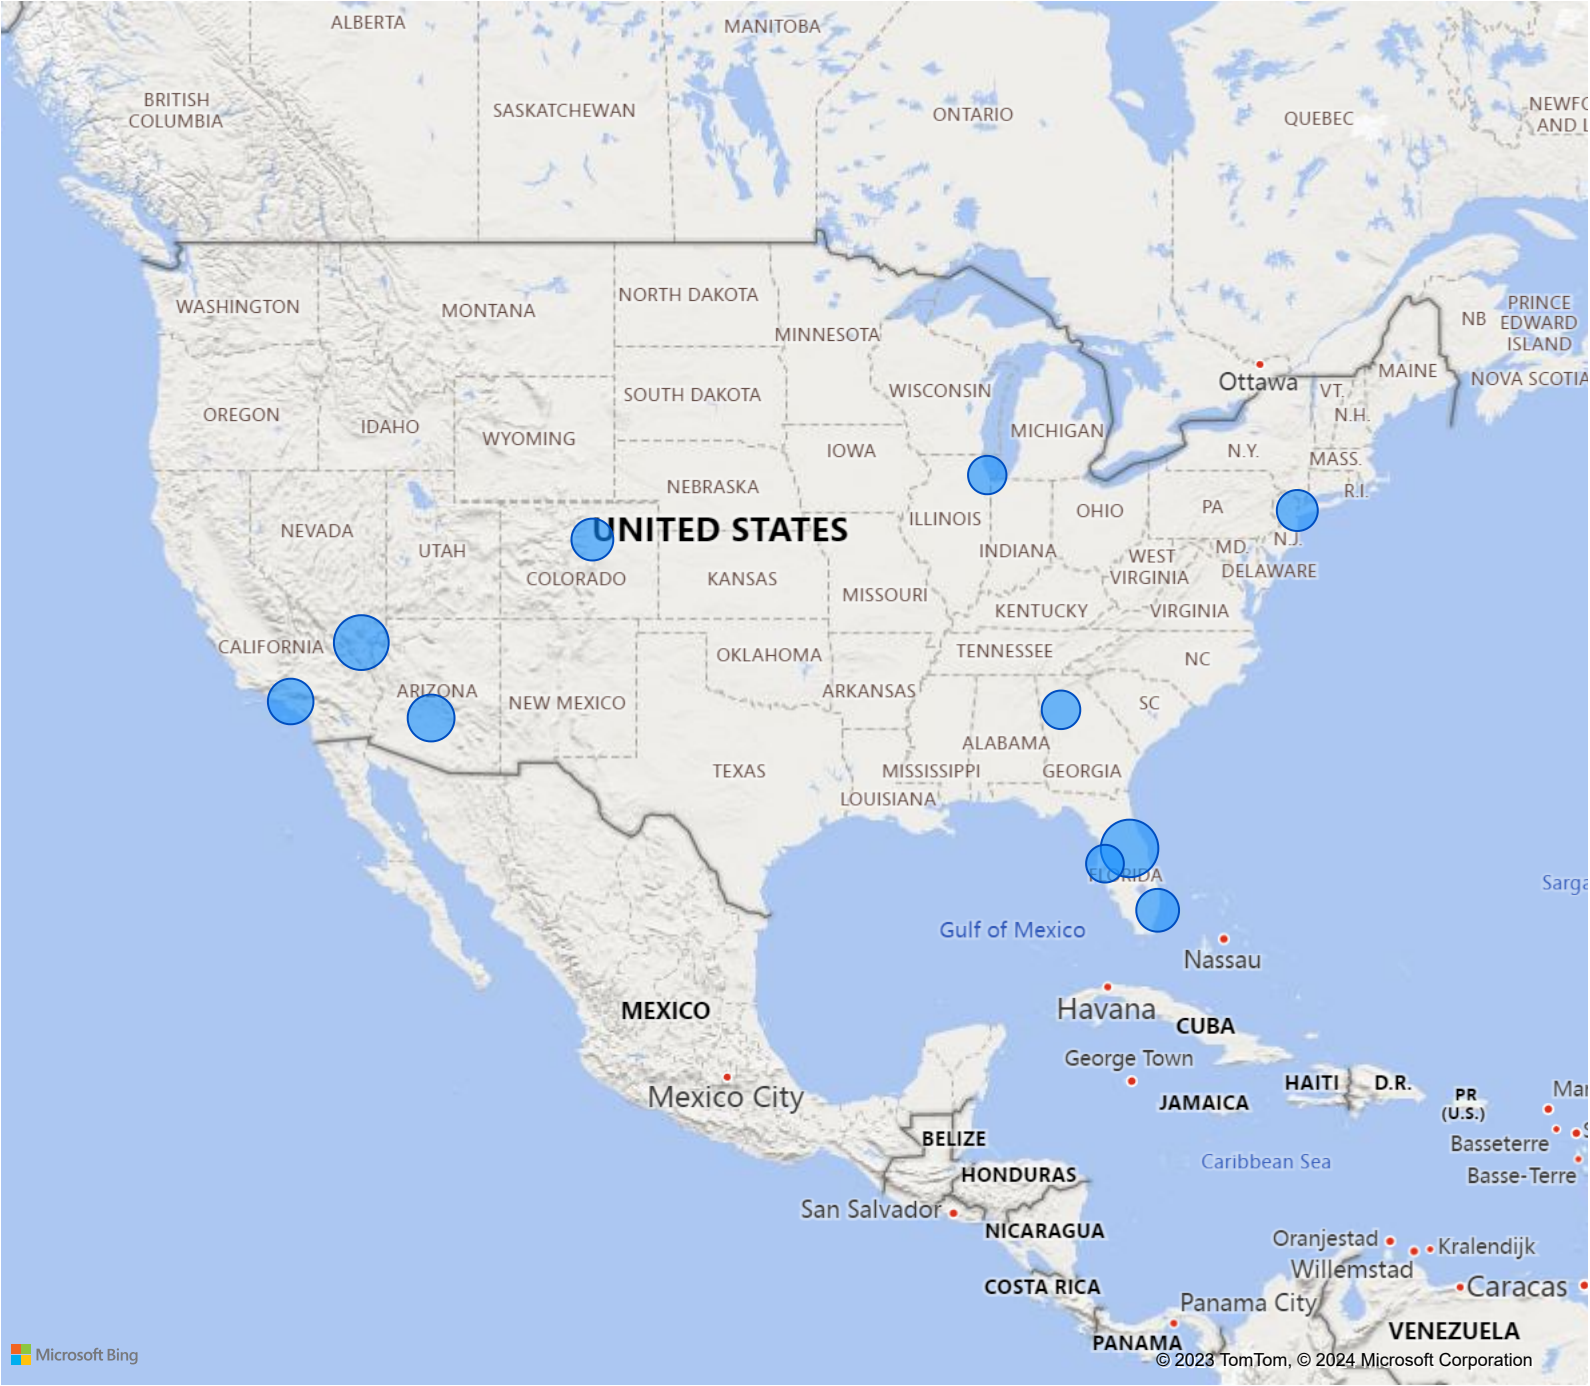 ALBERTA
MANITOBA
BRITISH
COLUMBIA
SASKATCHEWAN
ONTARIO
QUEBEC
NEWFO
AND L
WASHINGTON
MONTANA
NORTH DAKOTA
MINNESOTA
NB
PRINCE
EDWARD
ISLAND
Ottawa
MAINE
NOVA SCOTIA
VT.
N.H.
OREGON
IDAHO
WYOMING
SOUTH DAKOTA
WISCONSIN
MICHIGAN
IOWA
N.Y.
MASS.
R.I.
NEBRASKA
NEVADA
UTAH
UNITED STATES
ILLINOIS
OHIO
PA
N.J.
COLORADO
KANSAS
INDIANA
WEST
VIRGINIA
MD.
DELAWARE
MISSOURI
KENTUCKY
VIRGINIA
CALIFORNIA
OKLAHOMA
TENNESSEE
NC
ARIZONA
NEW MEXICO
ARKANSAS
SC
ALABAMA
TEXAS
MISSISSIPPI
GEORGIA
LOUISIANA
FLORIDA
Sarga
Gulf of Mexico
Nassau
MEXICO
Havana
CUBA
Mexico City
George Town
JAMAICA
HAITI
D.R.
PR
(U.S.)
Mar
S
Basseterre
Basse-Terre
BELIZE
Caribbean Sea
HONDURAS
San Salvador
NICARAGUA
Oranjestad
Kralendijk
Willemstad
COSTA RICA
Caracas
Panama City
PANAMA
VENEZUELA
Microsoft Bing
© 2023 TomTom, © 2024 Microsoft Corporation